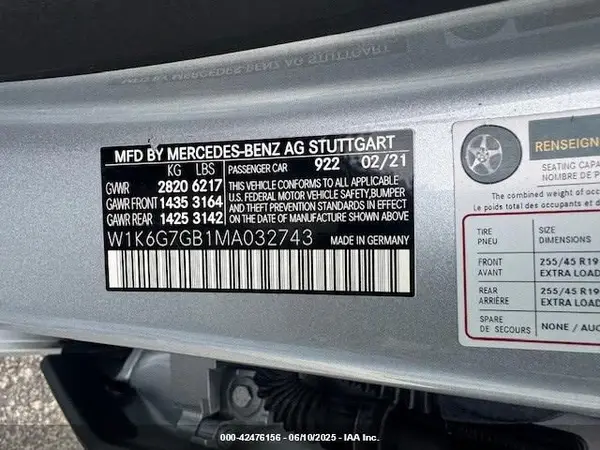 MFD BY MERCEDES-BENZ AG STUTTGART
KG LBS PASSENGER CAR 922 02/21
GVWR 2820 6217
GAWR FRONT 1435 3164
GAWR REAR 1425 3142
THIS VEHICLE CONFORMS TO ALL APPLICABLE
U.S. FEDERAL MOTOR VEHICLE SAFETY,BUMPER
AND THEFT PREVENTION STANDARDS IN EFFECT
ON THE DATE OF MANUFACTURE SHOWN ABOVE
W1K6G7GB1MA032743 MADE IN GERMANY
RENSEIGN
SEATING CAPA
NOMBRE DE P
The combined weight of occup
Le poids total des occupants et d
TIRE
PNEU
SIZE
DIMENSIONS
FRONT
AVANT
255/45 R19
EXTRA LOAD
REAR
ARRIÈRE
255/45 R19
EXTRA LOAD
SPARE
DE SECOURS
NONE / AUC
000-42476156 - 06/10/2025 - IAA Inc.